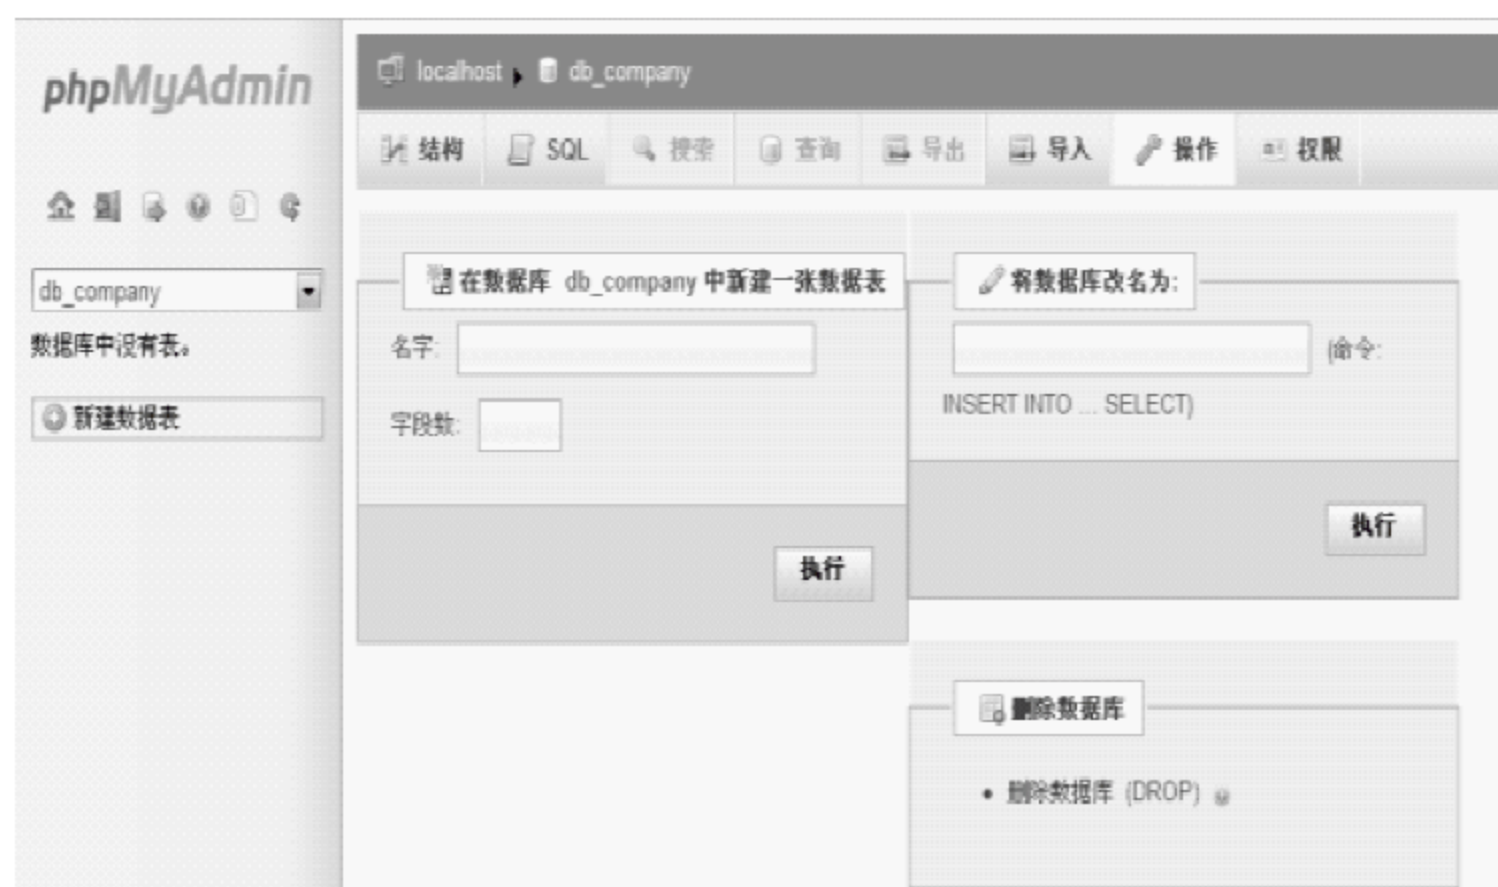 phpMyAdmin
db_company
数据库中没有表。
新建数据表
localhost ▸ db_company
结构 SQL 搜索 查询 导出 导入 操作 权限
在数据库 db_company 中新建一张数据表
名字:
字段数:
执行
将数据库改名为:
(命令:
INSERT INTO ... SELECT)
执行
删除数据库
• 删除数据库 (DROP)